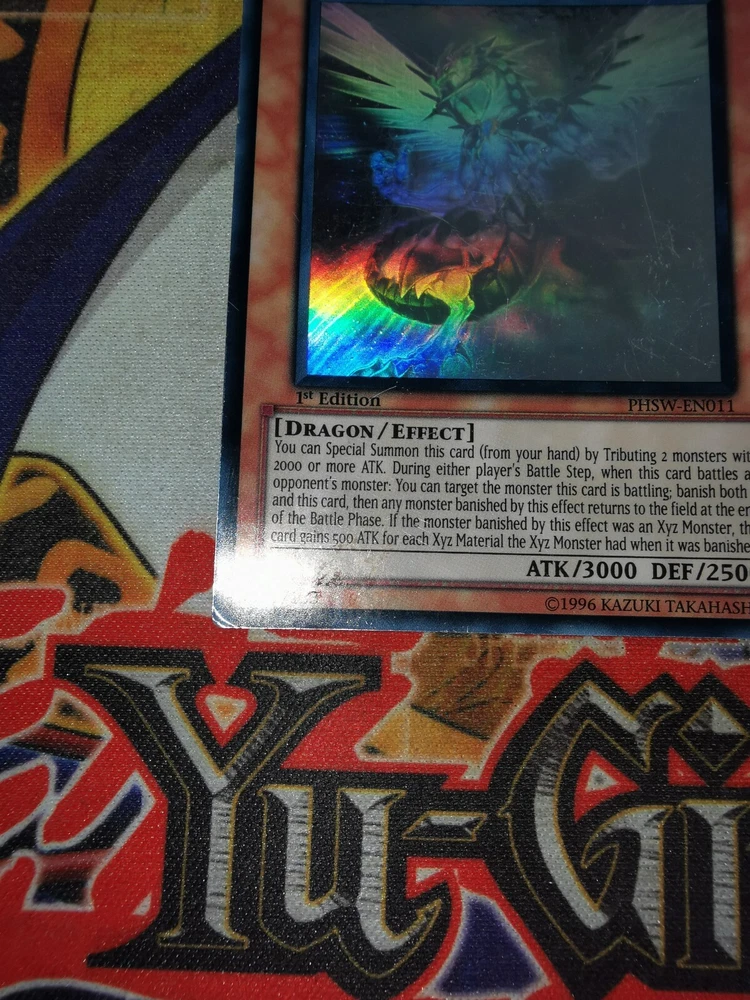 1st Edition PHSW-EN011
[DRAGON/EFFECT]
You can Special Summon this card (from your hand) by Tributing 2 monsters wit
2000 or more ATK. During either player's Battle Step, when this card battles a
opponent's monster: You can target the monster this card is battling; banish both
and this card, then any monster banished by this effect returns to the field at the en
of the Battle Phase. If the monster banished by this effect was an Xyz Monster, th
card gains 500 ATK for each Xyz Material the Xyz Monster had when it was banishe
ATK/3000 DEF/250
©1996 KAZUKI TAKAHASH
Yu-Gi